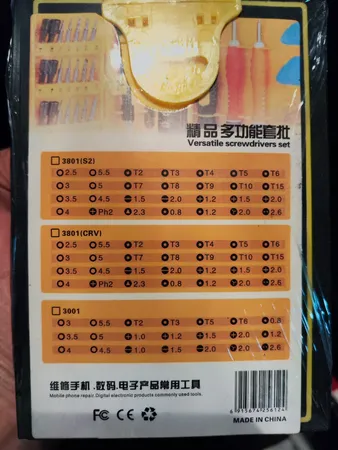 精品 多功能套批
Versatile screwdrivers set
3801(S2)
2.5 5.5 T2 T3 T4 T5 T6
3 5 T7 T8 T9 T10 T15
3.5 4.5 1.5 2.0 1.2 1.5 2.0
4 Ph2 2.3 0.8 1.2 2.0 2.6
3801(CRV)
2.5 5.5 T2 T3 T4 T5 T6
3 5 T7 T8 T9 T10 T15
3.5 4.5 1.5 2.0 1.2 2.0 2.5
4 Ph2 2.3 0.8 1.2 2.0 2.6
3001
3 5.5 T2 T3 T5 T6 0.8
3.5 5 1.0 1.2 1.5 2.0 1.2
4 4.5 1.0 1.5 2.0 2.0 2.6
维修手机.数码.电子产品常用工具
Mobile phone repair. Digital electronic products commonly used tools.
FC CE
MADE IN CHINA